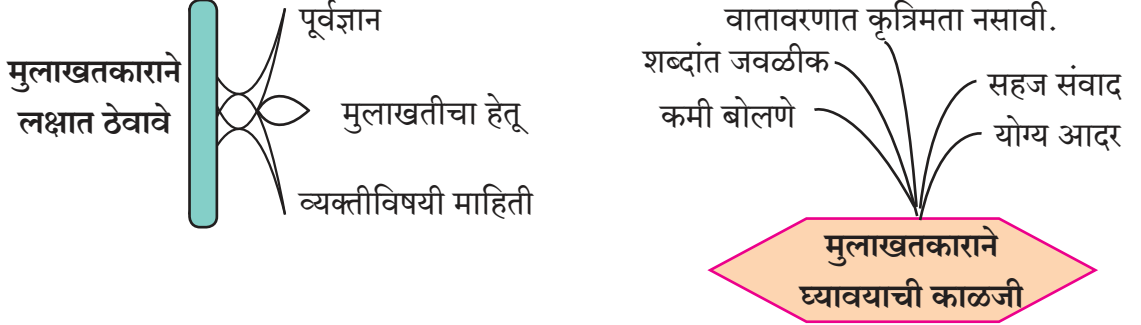 मुलाखतकाराने
लक्षात ठेवावे
पूर्वज्ञान
मुलाखतीचा हेतू
व्यक्तीविषयी माहिती
वातावरणात कृत्रिमता नसावी.
शब्दांत जवळीक
कमी बोलणे
सहज संवाद
योग्य आदर
मुलाखतकाराने
घ्यावयाची काळजी